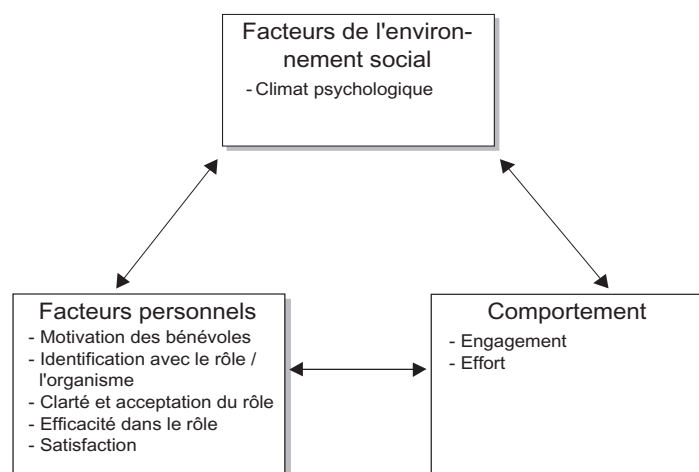 Facteurs de l'environ-
nement social
- Climat psychologique
Facteurs personnels
- Motivation des bénévoles
- Identification avec le rôle /
l'organisme
- Clarté et acceptation du rôle
- Efficacité dans le rôle
- Satisfaction
Comportement
- Engagement
- Effort